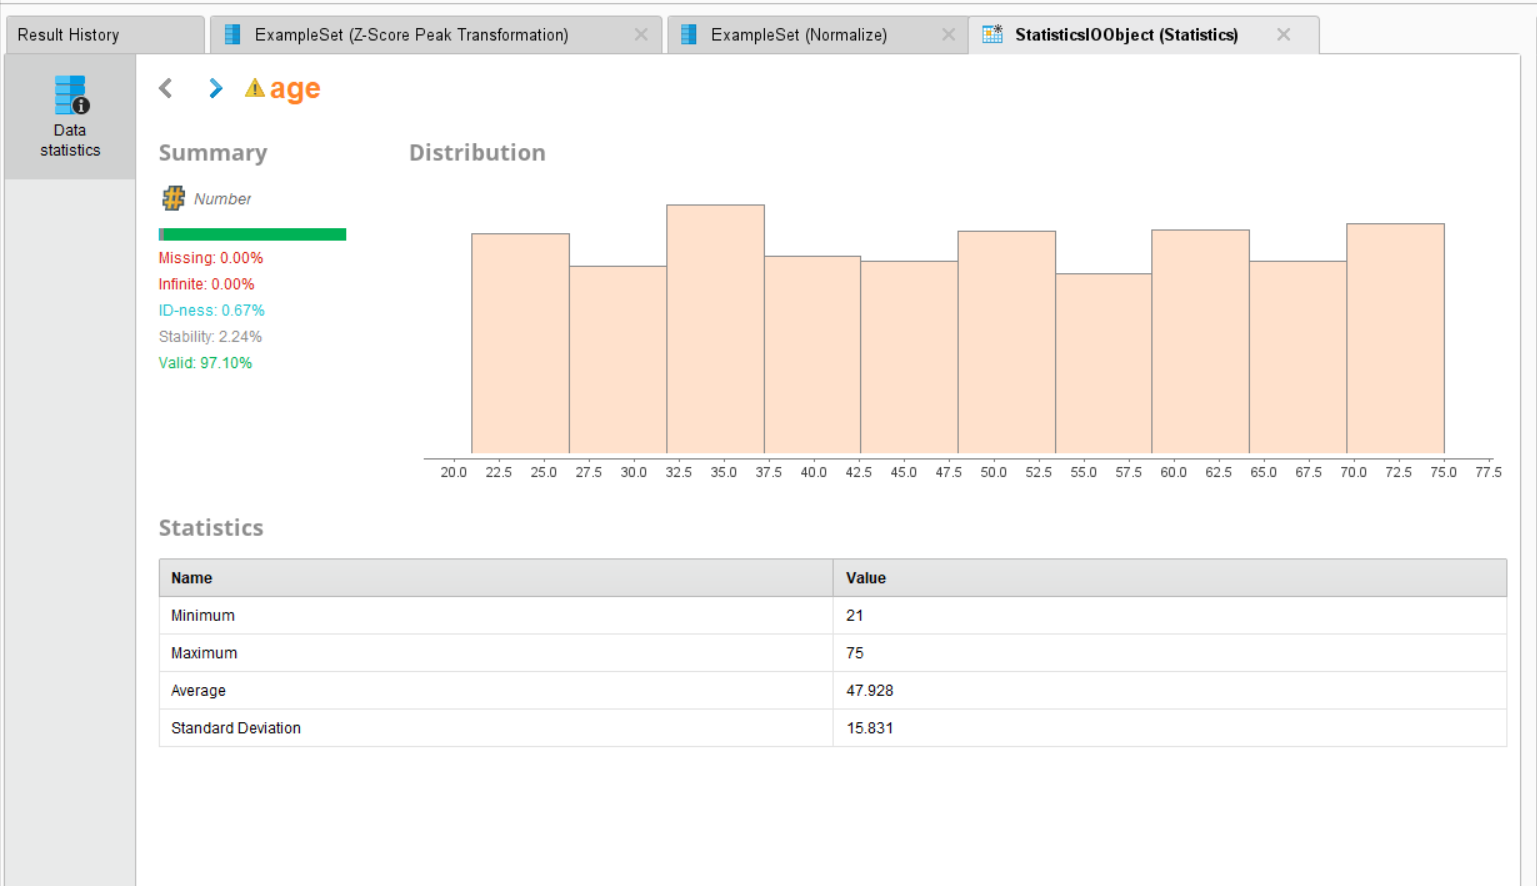 Result History
ExampleSet (Z-Score Peak Transformation)
ExampleSet (Normalize)
StatisticsIOObject (Statistics)
Data
statistics
age
Summary
Distribution
Number
Missing: 0.00%
Infinite: 0.00%
ID-ness: 0.67%
Stability: 2.24%
Valid: 97.10%
20.0 22.5 25.0 27.5 30.0 32.5 35.0 37.5 40.0 42.5 45.0 47.5 50.0 52.5 55.0 57.5 60.0 62.5 65.0 67.5 70.0 72.5 75.0 77.5
Statistics
Name Value
Minimum 21
Maximum 75
Average 47.928
Standard Deviation 15.831